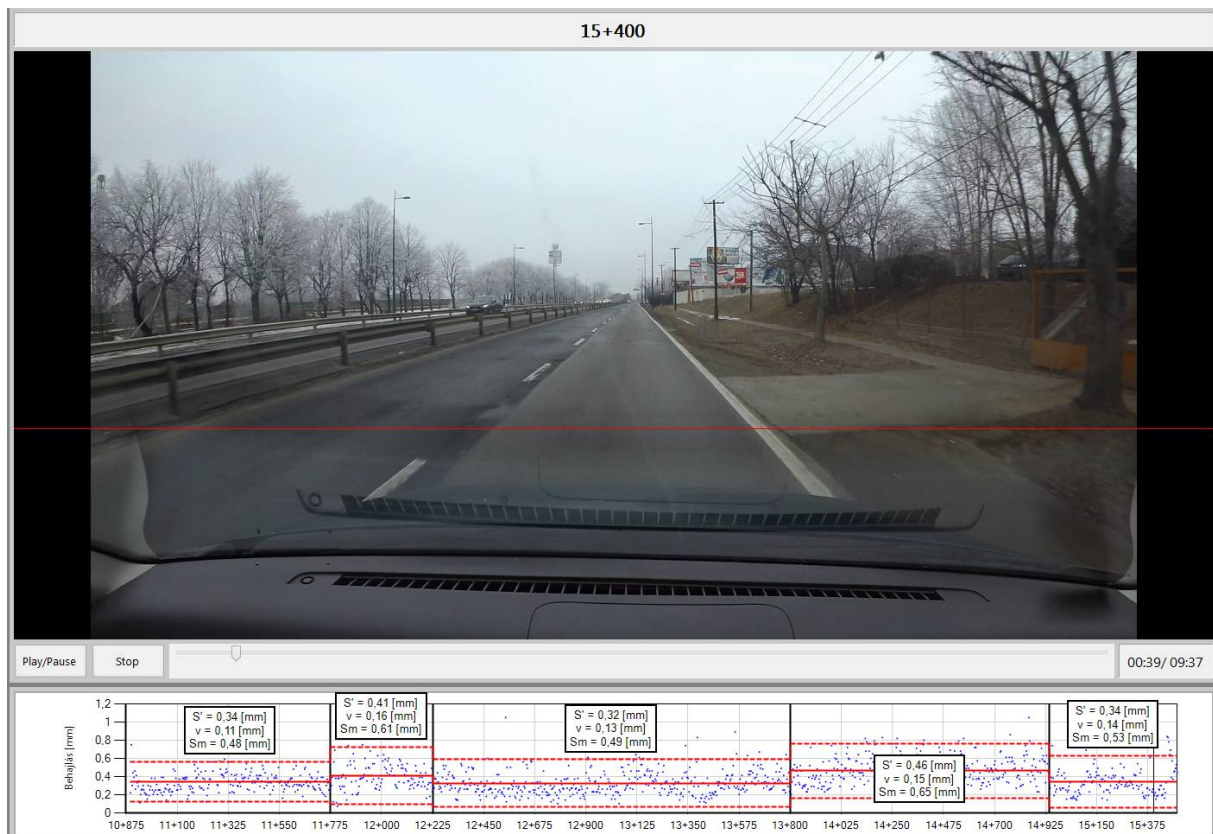 15+400
Play/Pause
Stop
00:39/ 09:37
Behajlás [mm]
1,2
1
0,8
0,6
0,4
0,2
0
S' = 0,34 [mm]
v = 0,11 [mm]
Sm = 0,48 [mm]
S' = 0,41 [mm]
v = 0,16 [mm]
Sm = 0,61 [mm]
S' = 0,32 [mm]
v = 0,13 [mm]
Sm = 0,49 [mm]
S' = 0,46 [mm]
v = 0,15 [mm]
Sm = 0,65 [mm]
S' = 0,34 [mm]
v = 0,14 [mm]
Sm = 0,53 [mm]
10+875 11+100 11+325 11+550 11+775 12+000 12+225 12+450 12+675 12+900 13+125 13+350 13+575 13+800 14+025 14+250 14+475 14+700 14+925 15+150 15+375